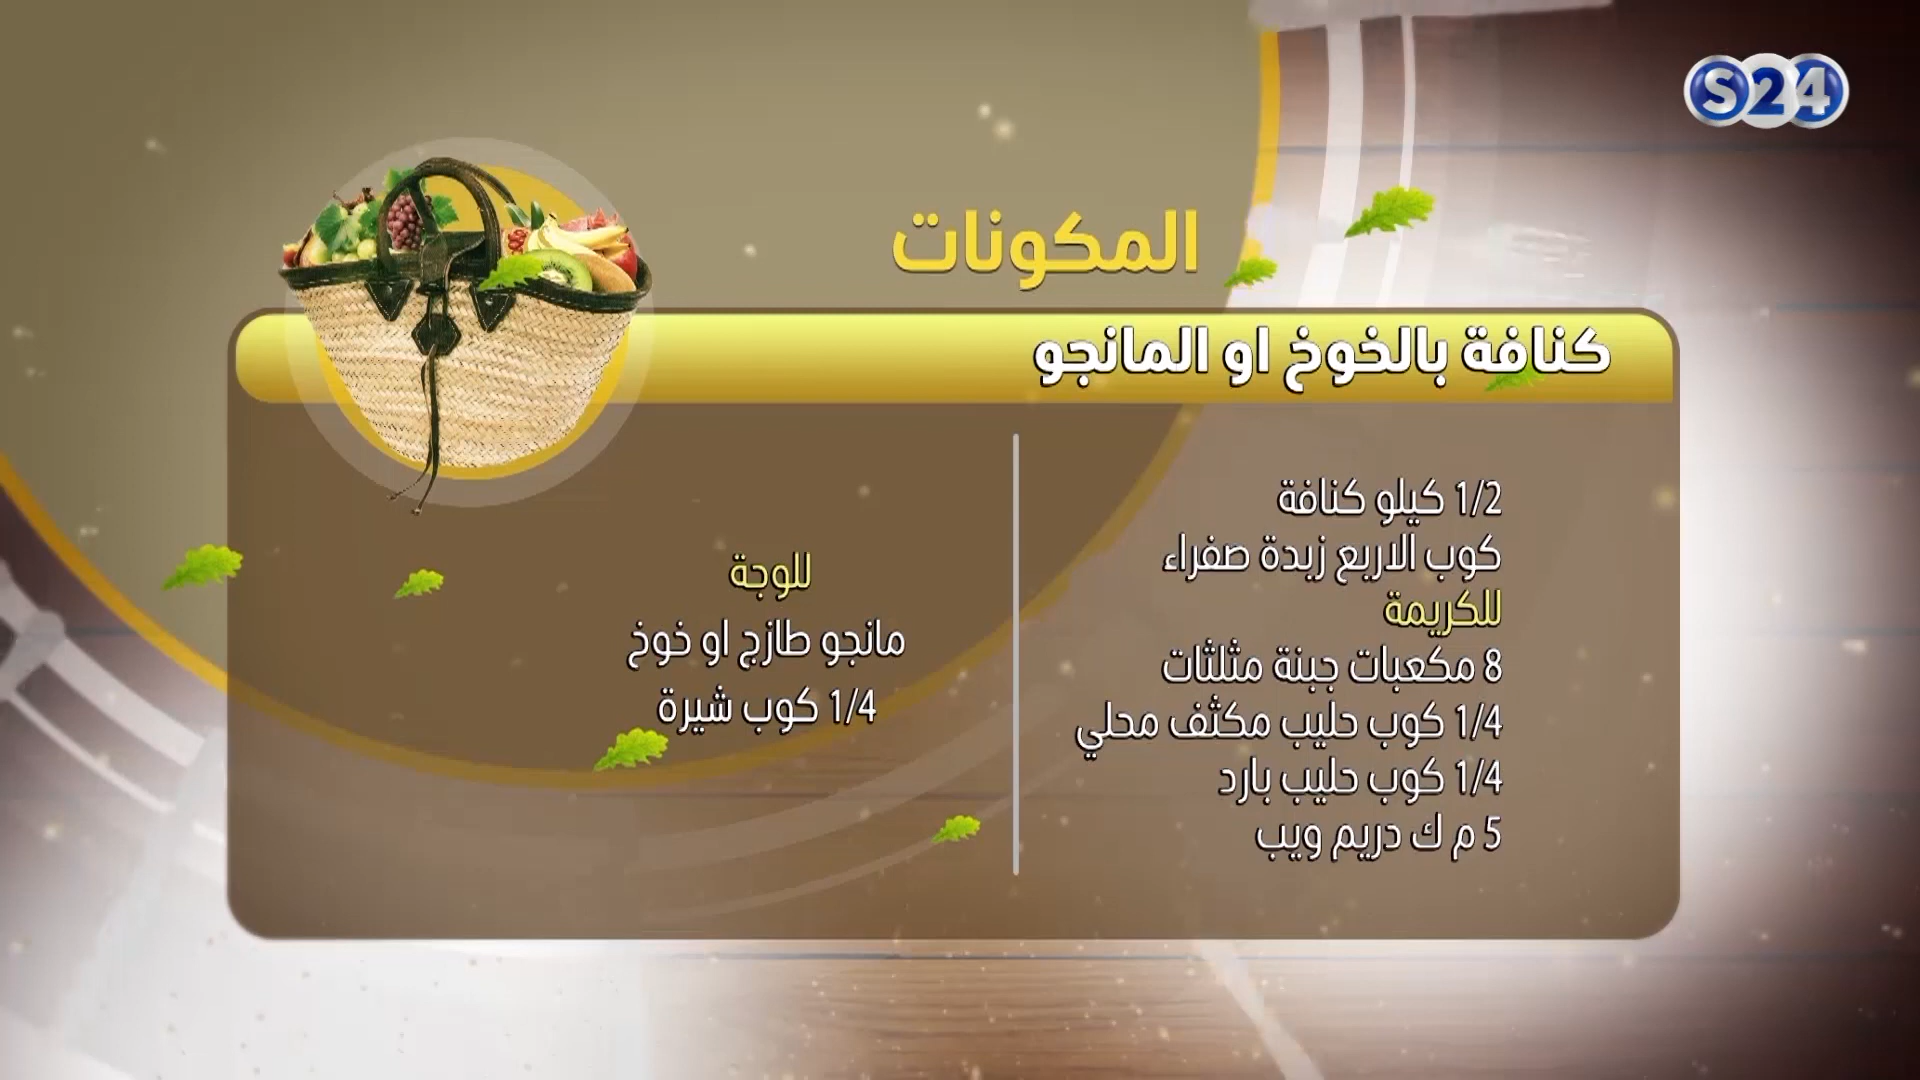 S24
المكونات
كنافة بالخوخ او المانجو
1/2 كيلو كنافة
كوب الاربع زبدة صفراء
للكريمة
8 مكعبات جبنة مثلثات
1/4 كوب حليب مكثف محلي
1/4 كوب حليب بارد
5 م ك دريم ويب
للوجة
مانجو طازج او خوخ
1/4 كوب شيرة